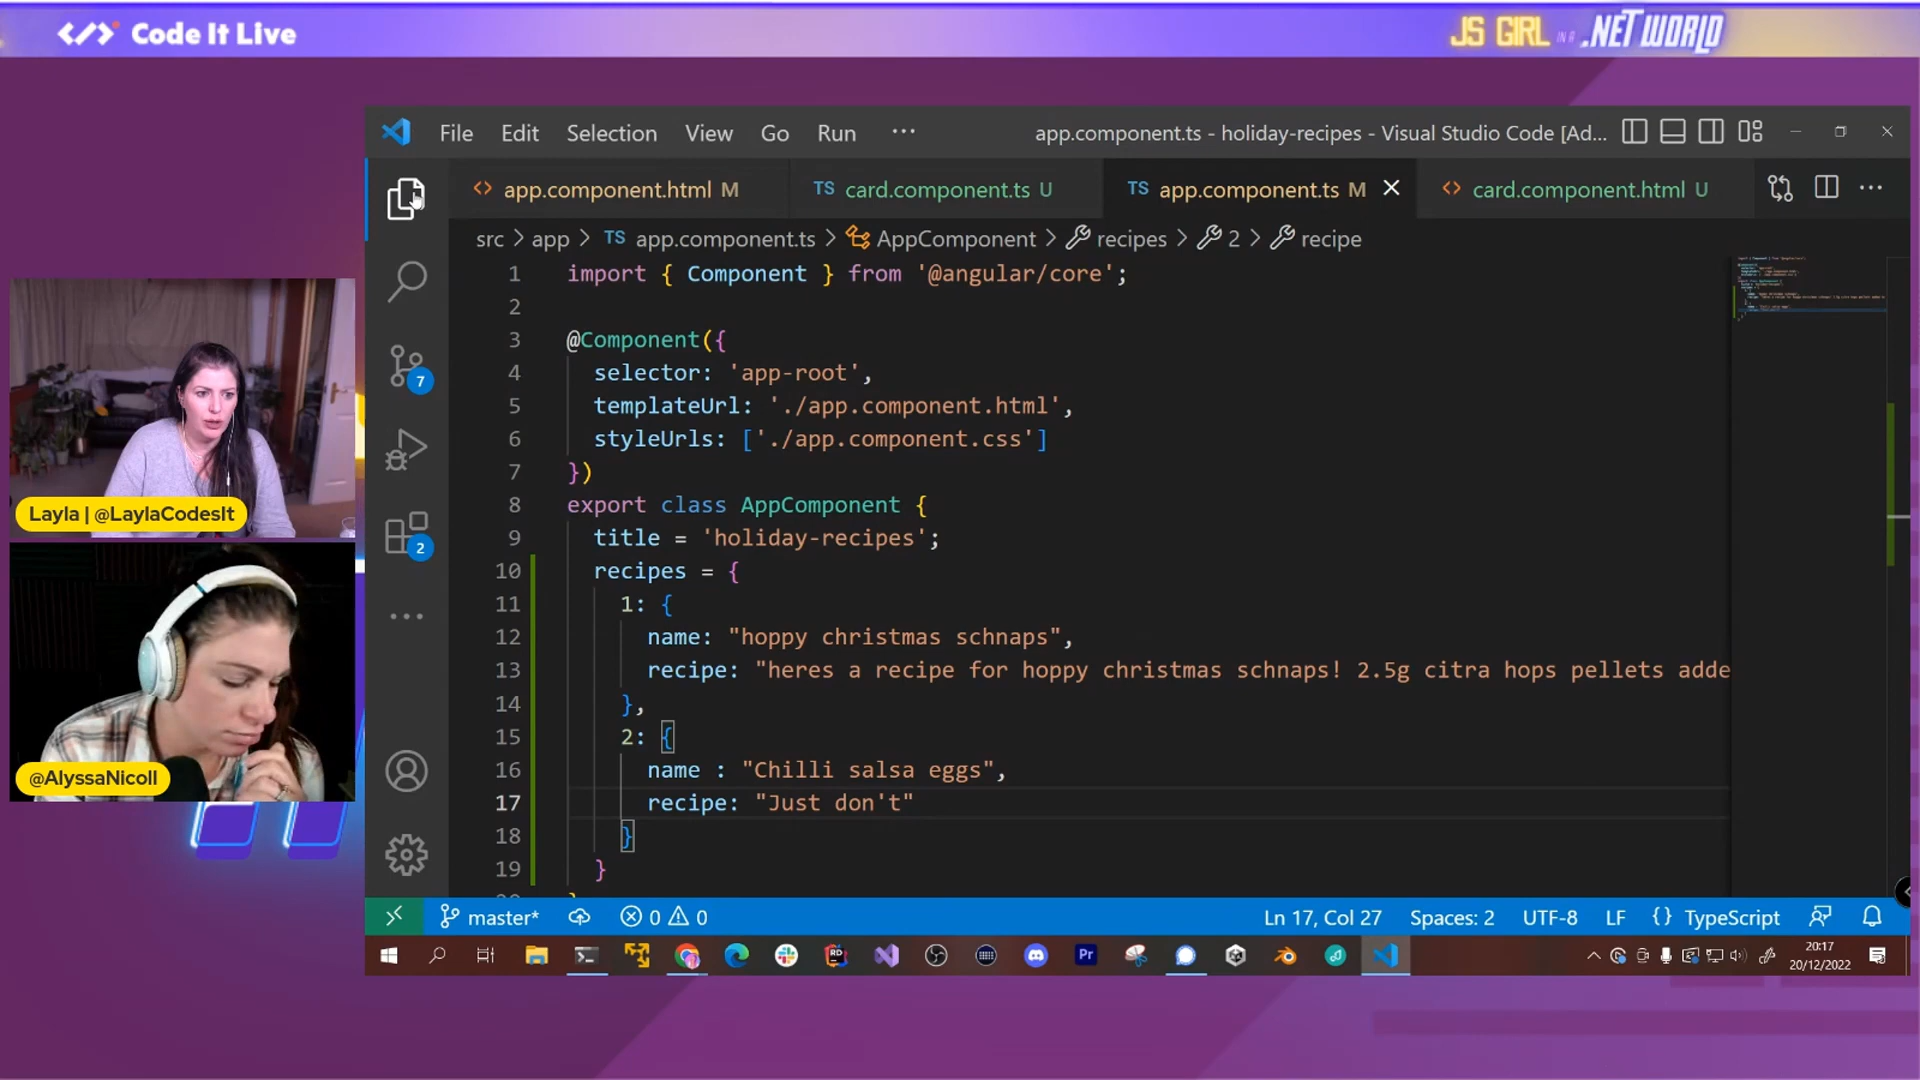 </> Code It Live
JS GIRL IN A .NET WORLD
File Edit Selection View Go Run ···
app.component.ts - holiday-recipes - Visual Studio Code [Ad...
<> app.component.html M
TS card.component.ts U
TS app.component.ts M
<> card.component.html U
src > app > TS app.component.ts > AppComponent > recipes > 2 > recipe
1 import { Component } from '@angular/core';
2
3 @Component({
4 selector: 'app-root',
5 templateUrl: './app.component.html',
6 styleUrls: ['./app.component.css']
7 })
8 export class AppComponent {
9 title = 'holiday-recipes';
10 recipes = {
11 1: {
12 name: "hoppy christmas schnaps",
13 recipe: "heres a recipe for hoppy christmas schnaps! 2.5g citra hops pellets adde
14 },
15 2: {
16 name : "Chilli salsa eggs",
17 recipe: "Just don't"
18 }
19 }
7
2
Layla | @LaylaCodesIt
@AlyssaNicoll
master*
0 0
Ln 17, Col 27
Spaces: 2
UTF-8
LF
{} TypeScript
RD
Pr
20:17
20/12/2022